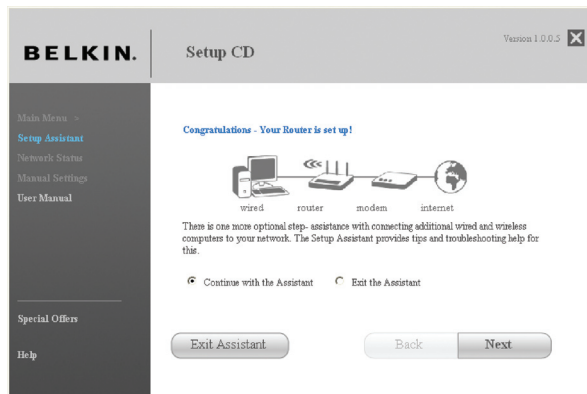 BELKIN.
Setup CD
Version 1.0.0.5
Main Menu >
Setup Assistant
Network Status
Manual Settings
User Manual
Special Offers
Help
Congratulations - Your Router is set up!
wired router modem internet
There is one more optional step- assistance with connecting additional wired and wireless
computers to your network. The Setup Assistant provides tips and troubleshooting help for
this.
Continue with the Assistant Exit the Assistant
Exit Assistant Back Next